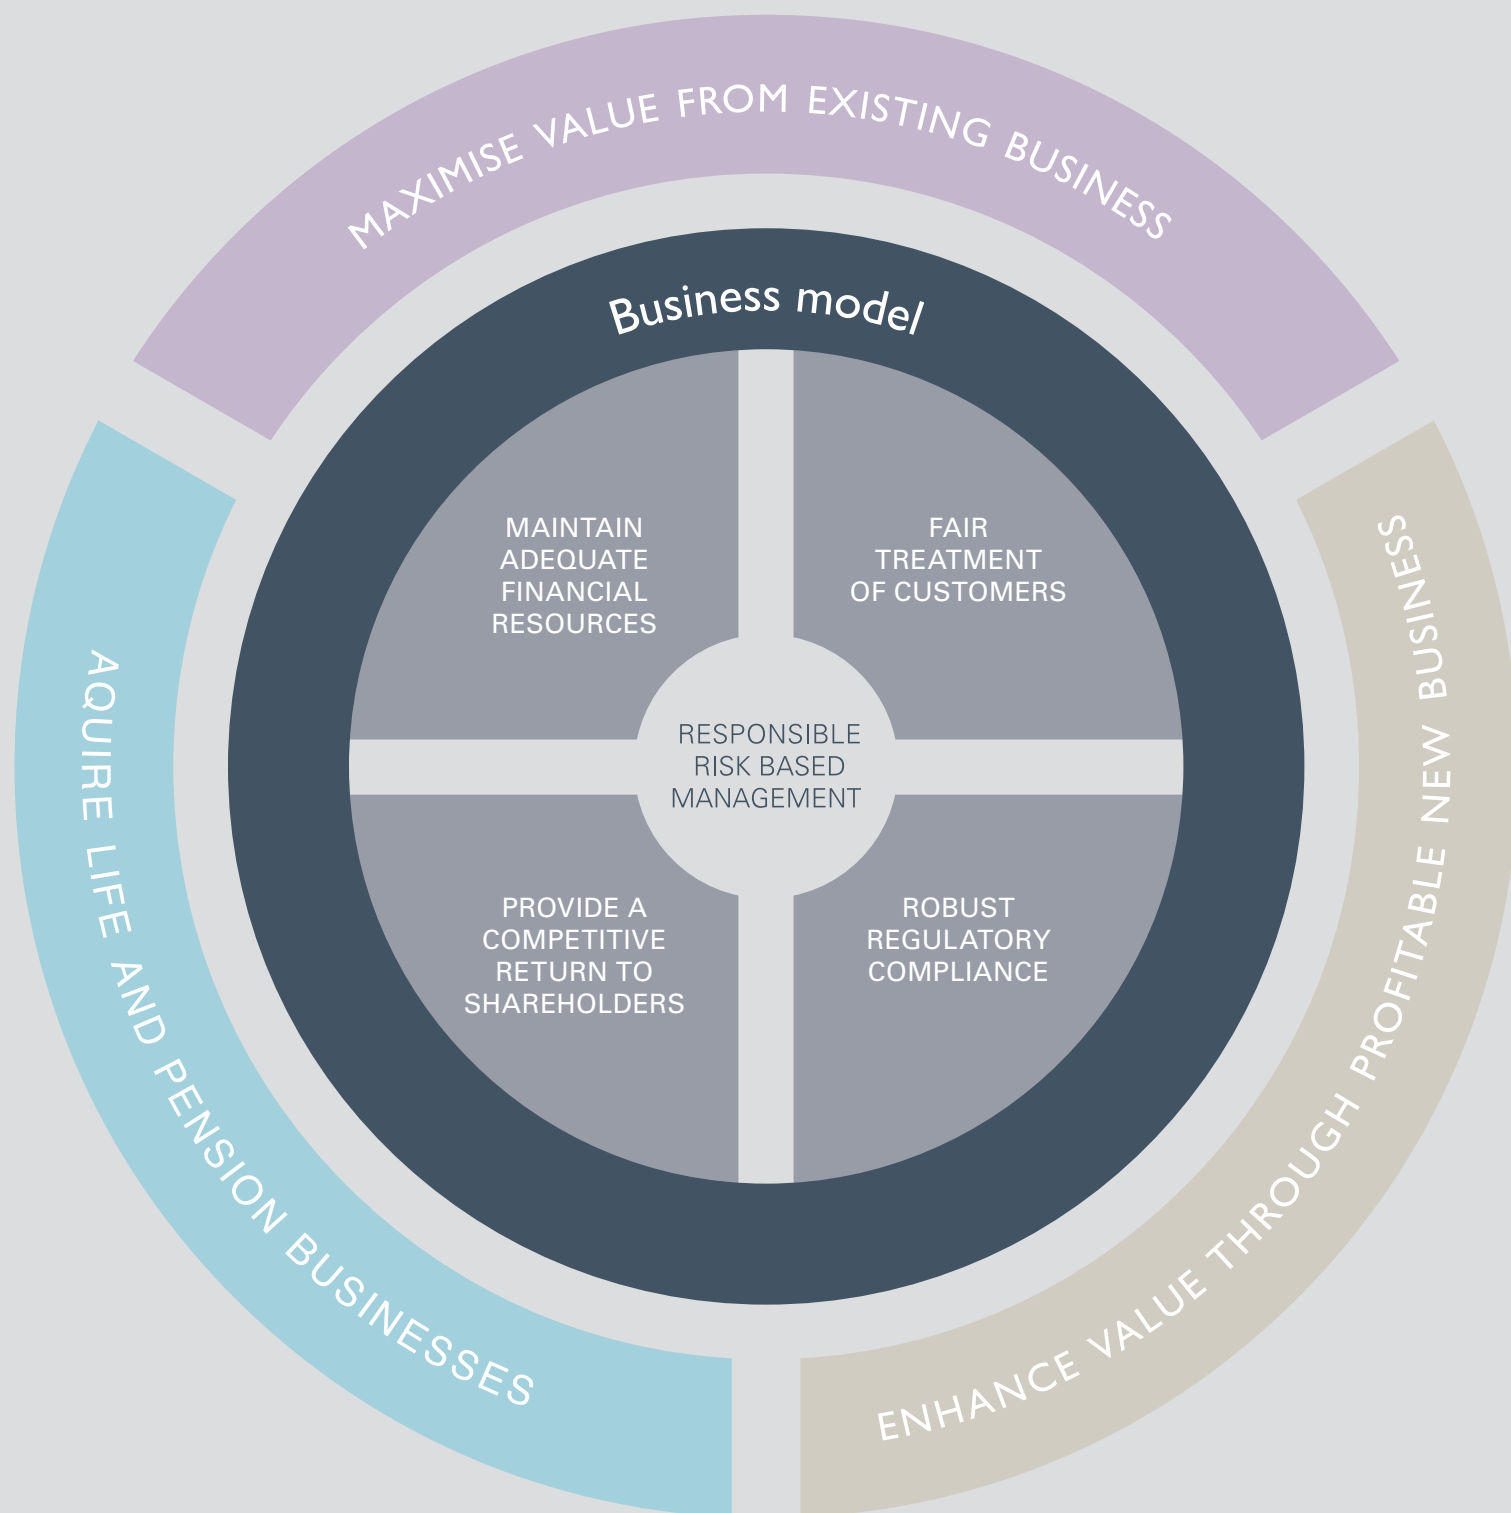 MAXIMISE VALUE FROM EXISTING BUSINESS
Business model
MAINTAIN
ADEQUATE
FINANCIAL
RESOURCES
FAIR
TREATMENT
OF CUSTOMERS
RESPONSIBLE
RISK BASED
MANAGEMENT
PROVIDE A
COMPETITIVE
RETURN TO
SHAREHOLDERS
ROBUST
REGULATORY
COMPLIANCE
AQUIRE LIFE AND PENSION BUSINESSES
ENHANCE VALUE THROUGH PROFITABLE NEW BUSINESS